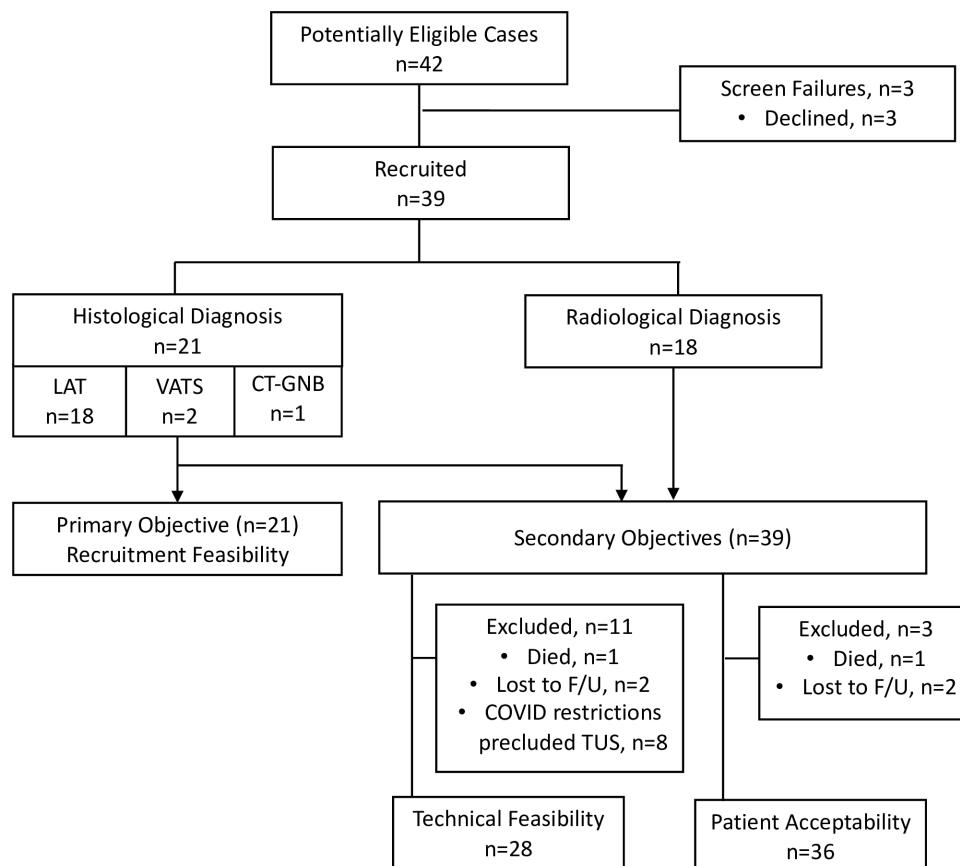 Potentially Eligible Cases
n=42
Screen Failures, n=3
• Declined, n=3
Recruited
n=39
Histological Diagnosis
n=21
LAT
n=18
VATS
n=2
CT-GNB
n=1
Radiological Diagnosis
n=18
Primary Objective (n=21)
Recruitment Feasibility
Secondary Objectives (n=39)
Excluded, n=11
• Died, n=1
• Lost to F/U, n=2
• COVID restrictions
precluded TUS, n=8
Excluded, n=3
• Died, n=1
• Lost to F/U, n=2
Technical Feasibility
n=28
Patient Acceptability
n=36